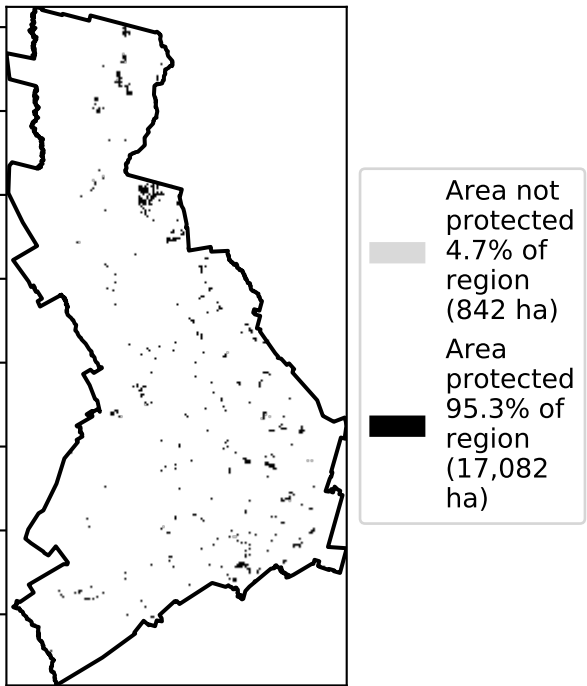 Area not
protected
4.7% of
region
(842 ha)
Area
protected
95.3% of
region
(17,082
ha)